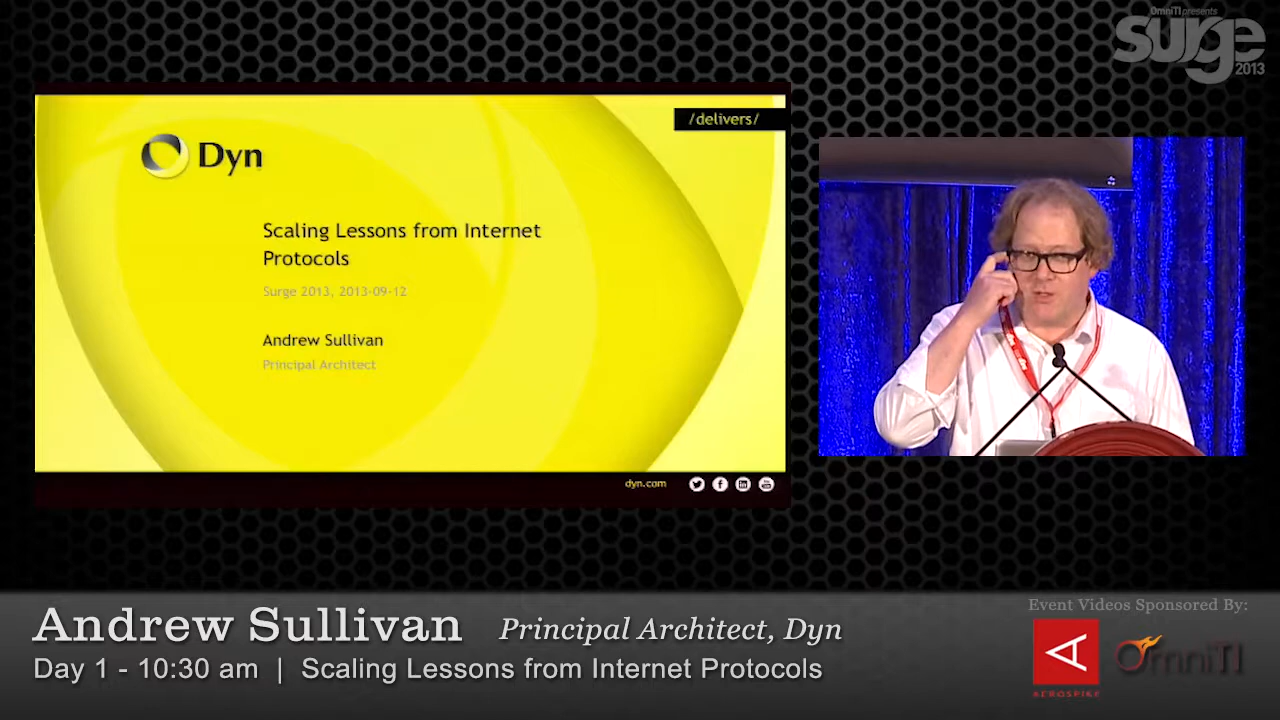 OmniTI presents
surge
2013
/delivers/
Dyn
Scaling Lessons from Internet
Protocols
Surge 2013, 2013-09-12
Andrew Sullivan
Principal Architect
dyn.com
Andrew Sullivan Principal Architect, Dyn
Day 1 - 10:30 am | Scaling Lessons from Internet Protocols
Event Videos Sponsored By:
AEROSPIKE
OmniTI